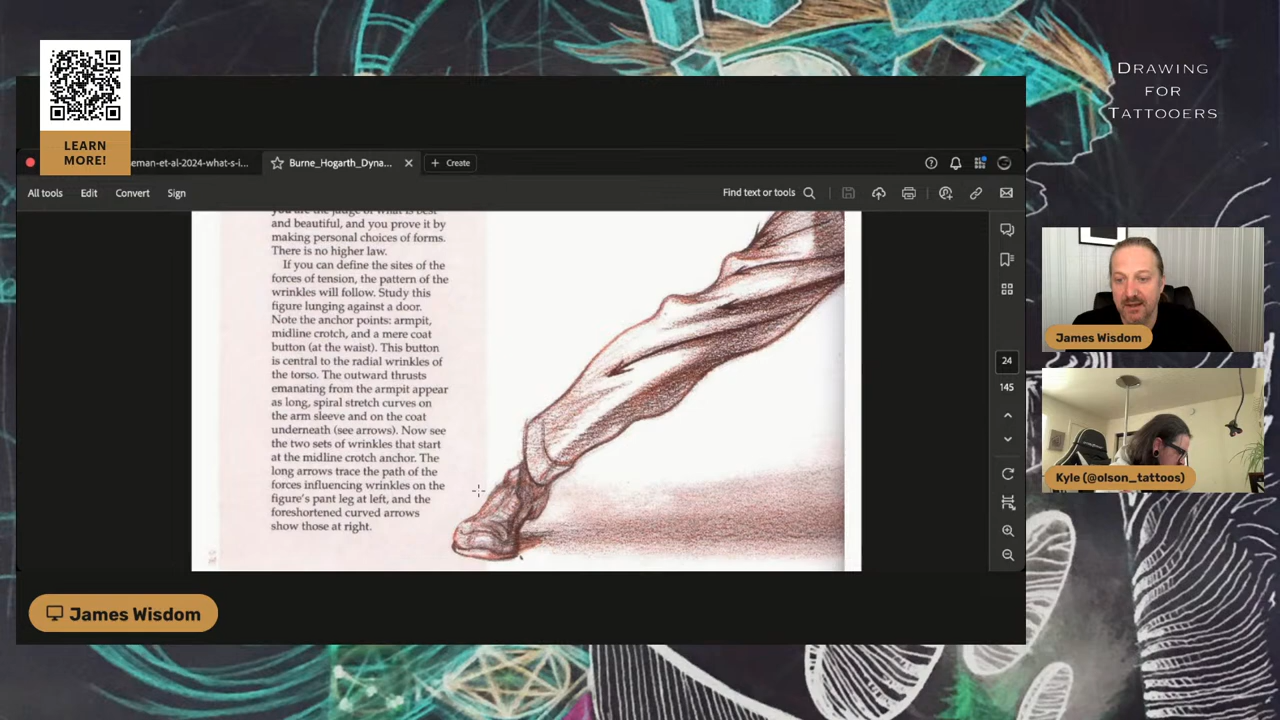 LEARN
MORE!
DRAWING
FOR
TATTOOERS
eman-et-al-2024-what-s-i...
Burne_Hogarth_Dyna...
Create
All tools
Edit
Convert
Sign
Find text or tools
you are the judge of what is best
and beautiful, and you prove it by
making personal choices of forms.
There is no higher law.
If you can define the sites of the
forces of tension, the pattern of the
wrinkles will follow. Study this
figure lunging against a door.
Note the anchor points: armpit,
midline crotch, and a mere coat
button (at the waist). This button
is central to the radial wrinkles of
the torso. The outward thrusts
emanating from the armpit appear
as long, spiral stretch curves on
the arm sleeve and on the coat
underneath (see arrows). Now see
the two sets of wrinkles that start
at the midline crotch anchor. The
long arrows trace the path of the
forces influencing wrinkles on the
figure's pant leg at left, and the
foreshortened curved arrows
show those at right.
24
145
James Wisdom
Kyle (@olson_tattoos)
James Wisdom